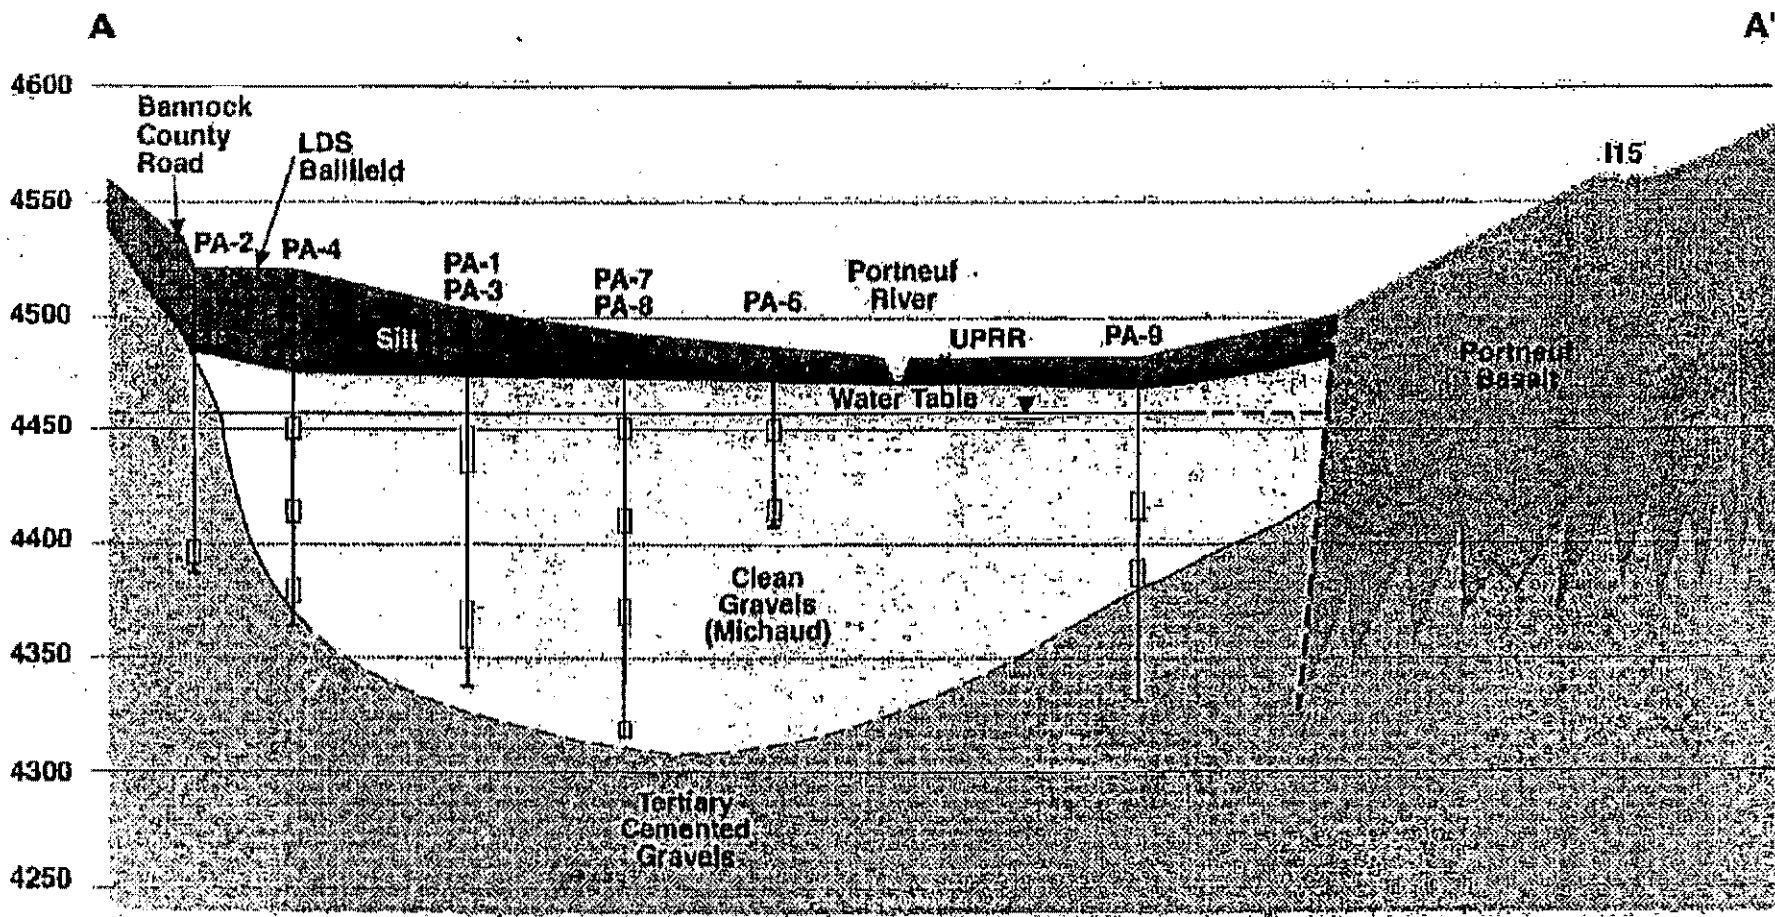 A
A'
4600
4550
4500
4450
4400
4350
4300
4250
Bannock
County
Road
LDS
Ballfield
PA-2
PA-4
PA-1
PA-3
PA-7
PA-8
PA-6
Portneuf
River
UPRR
PA-9
I15
Silt
Water Table
Portneuf
Basalt
Clean
Gravels
(Michaud)
Tertiary
Cemented
Gravels